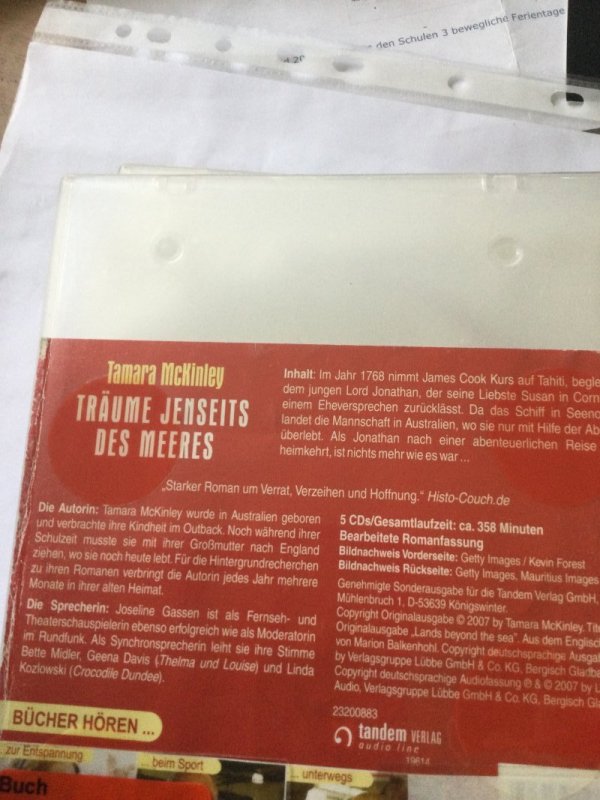 den Schulen 3 bewegliche Ferientage
Tamara McKinley
TRÄUME JENSEITS
DES MEERES
Inhalt: Im Jahr 1768 nimmt James Cook Kurs auf Tahiti, begle
dem jungen Lord Jonathan, der seine Liebste Susan in Corn
einem Eheversprechen zurücklässt. Da das Schiff in Seeno
landet die Mannschaft in Australien, wo sie nur mit Hilfe der Ab
überlebt. Als Jonathan nach einer abenteuerlichen Reise
heimkehrt, ist nichts mehr wie es war ...
„Starker Roman um Verrat, Verzeihen und Hoffnung.“ Histo-Couch.de
Die Autorin: Tamara McKinley wurde in Australien geboren
und verbrachte ihre Kindheit im Outback. Noch während ihrer
Schulzeit musste sie mit ihrer Großmutter nach England
ziehen, wo sie noch heute lebt. Für die Hintergrundrecherchen
zu ihren Romanen verbringt die Autorin jedes Jahr mehrere
Monate in ihrer alten Heimat.
Die Sprecherin: Joseline Gassen ist als Fernseh- und
Theaterschauspielerin ebenso erfolgreich wie als Moderatorin
im Rundfunk. Als Synchronsprecherin leiht sie ihre Stimme
Bette Midler, Geena Davis (Thelma und Louise) und Linda
Kozlowski (Crocodile Dundee).
5 CDs/Gesamtlaufzeit: ca. 358 Minuten
Bearbeitete Romanfassung
Bildnachweis Vorderseite: Getty Images / Kevin Forest
Bildnachweis Rückseite: Getty Images, Mauritius Images
Genehmigte Sonderausgabe für die Tandem Verlag GmbH,
Mühlenbruch 1, D-53639 Königswinter.
Copyright Originalausgabe © 2007 by Tamara McKinley. Tite
Originalausgabe „Lands beyond the sea“. Aus dem Englisc
von Marion Balkenhohl. Copyright deutschsprachige Ausgab
by Verlagsgruppe Lübbe GmbH & Co. KG, Bergisch Gladba
Copyright deutschsprachige Audiofassung ℗ & © 2007 by L
Audio, Verlagsgruppe Lübbe GmbH & Co. KG, Bergisch
23200883
tandem VERLAG
audio line
19614
BÜCHER HÖREN ...
.. zur Entspannung
... beim Sport
... unterwegs
Buch